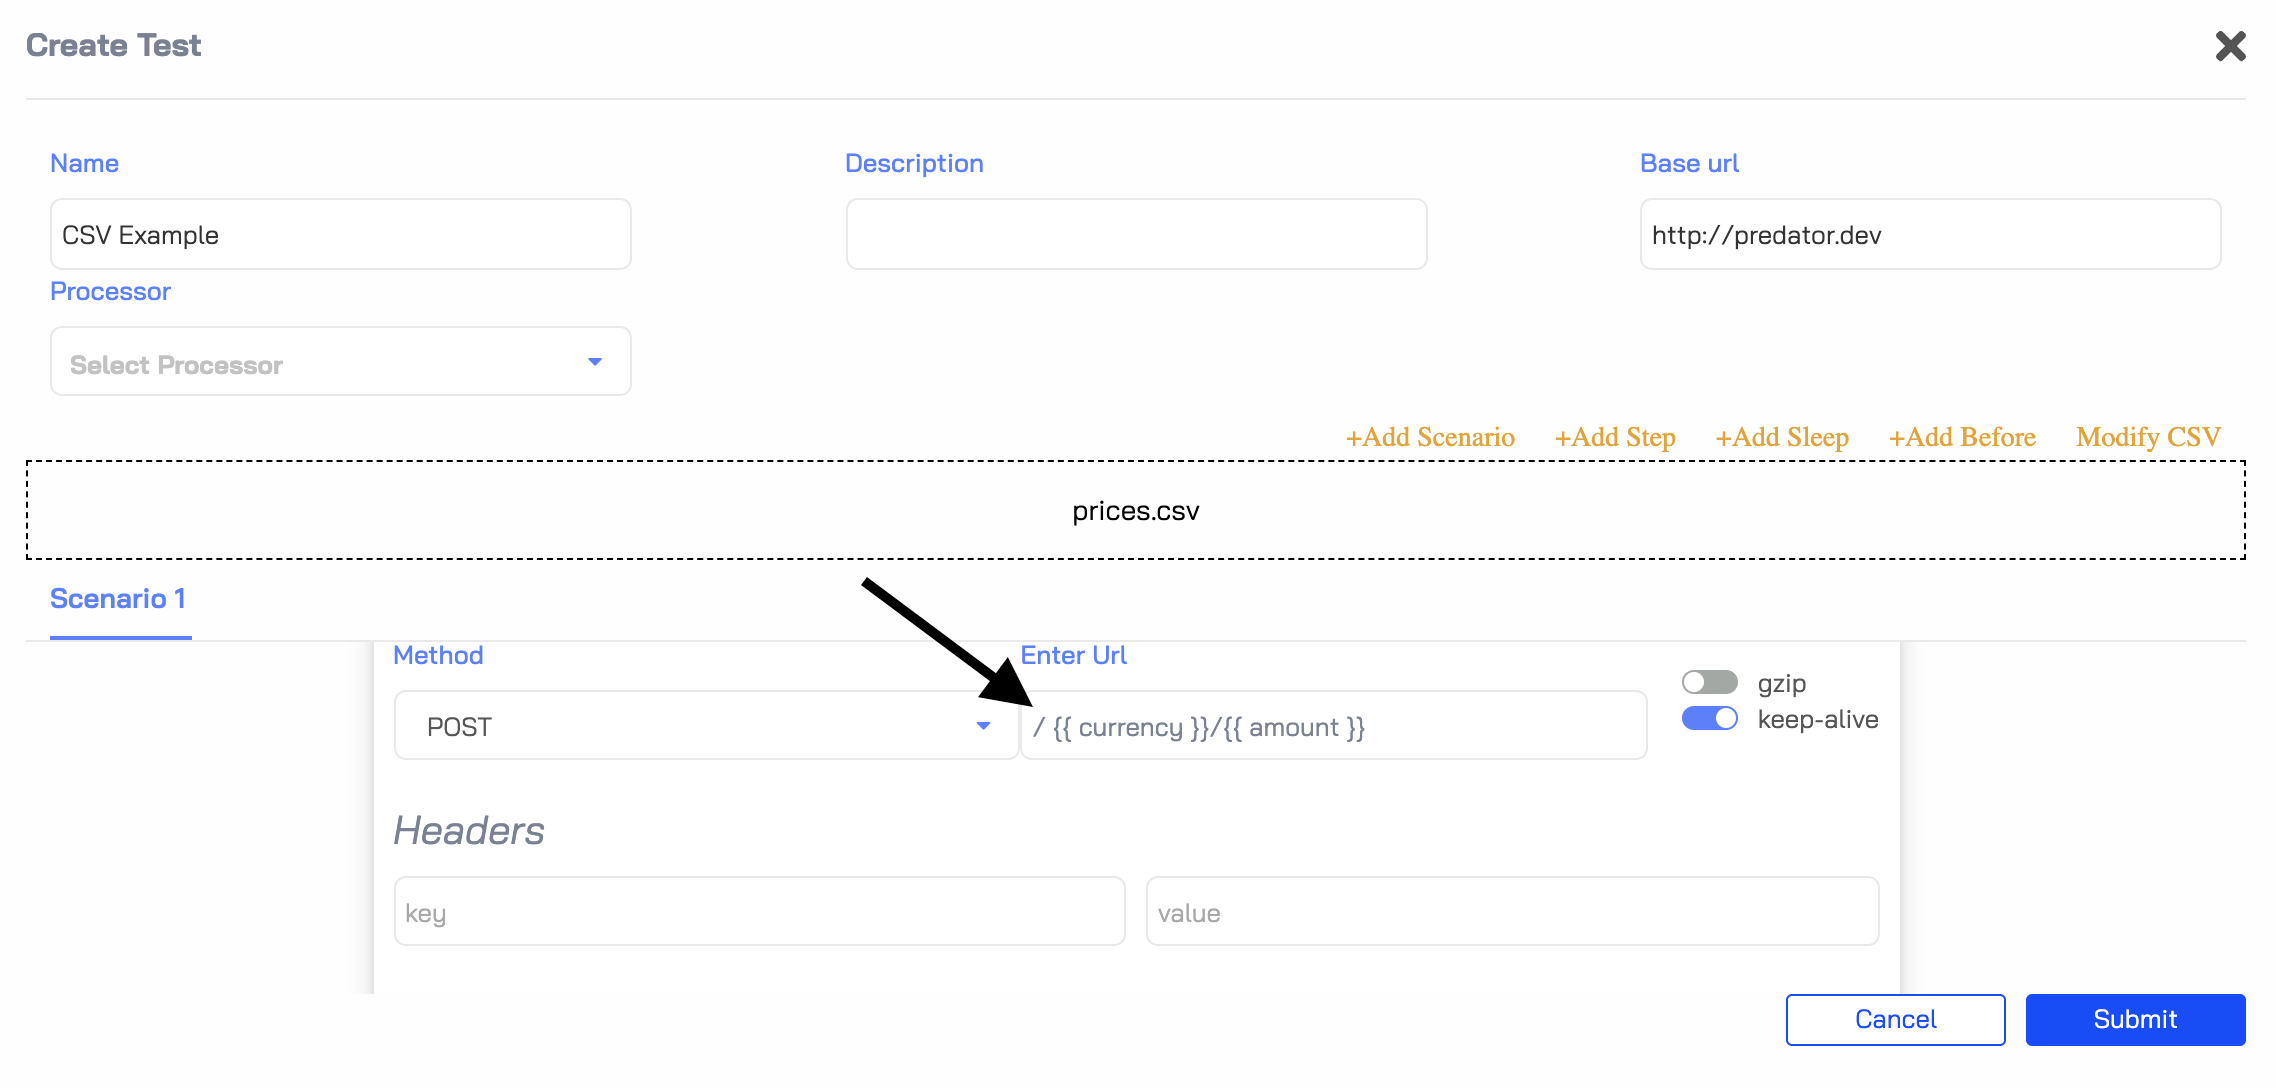 Create Test
Name
Description
Base url
CSV Example
http://predator.dev
Processor
Select Processor
+Add Scenario +Add Step +Add Sleep +Add Before Modify CSV
prices.csv
Scenario 1
Method
Enter Url
gzip
POST
/ {{ currency }}/{{ amount }}
keep-alive
Headers
key
value
Cancel
Submit